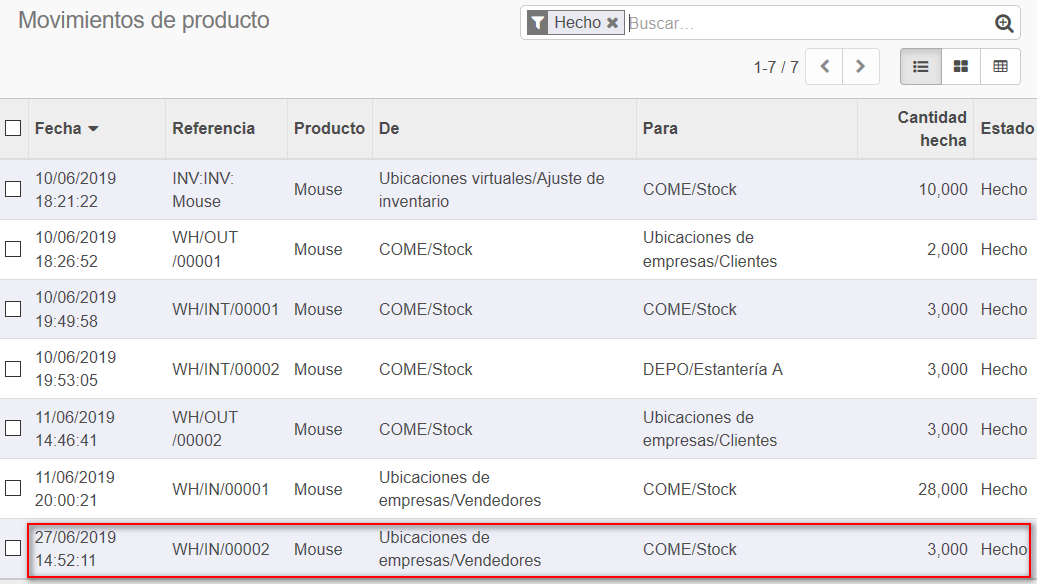 Movimientos de producto
Hecho
Buscar...
1-7 / 7
Fecha Referencia Producto De Para Cantidad hecha Estado
10/06/2019 18:21:22 INV:INV: Mouse Mouse Ubicaciones virtuales/Ajuste de inventario COME/Stock 10,000 Hecho
10/06/2019 18:26:52 WH/OUT /00001 Mouse COME/Stock Ubicaciones de empresas/Clientes 2,000 Hecho
10/06/2019 19:49:58 WH/INT/00001 Mouse COME/Stock COME/Stock 3,000 Hecho
10/06/2019 19:53:05 WH/INT/00002 Mouse COME/Stock DEPO/Estantería A 3,000 Hecho
11/06/2019 14:46:41 WH/OUT /00002 Mouse COME/Stock Ubicaciones de empresas/Clientes 3,000 Hecho
11/06/2019 20:00:21 WH/IN/00001 Mouse Ubicaciones de empresas/Vendedores COME/Stock 28,000 Hecho
27/06/2019 14:52:11 WH/IN/00002 Mouse Ubicaciones de empresas/Vendedores COME/Stock 3,000 Hecho